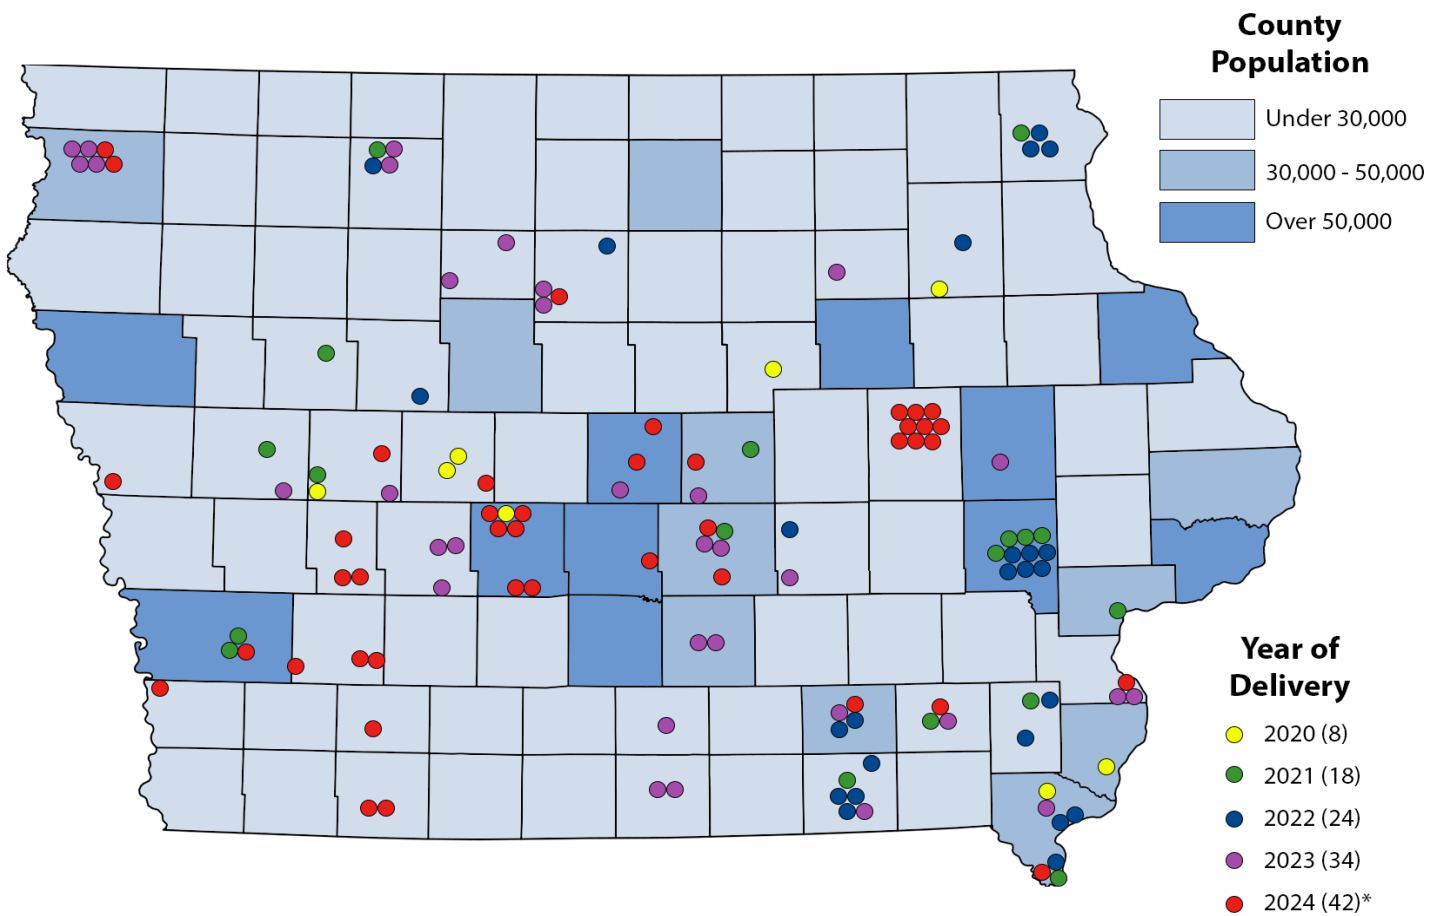 County
Population
Under 30,000
30,000 - 50,000
Over 50,000
Year of
Delivery
2020 (8)
2021 (18)
2022 (24)
2023 (34)
2024 (42)*